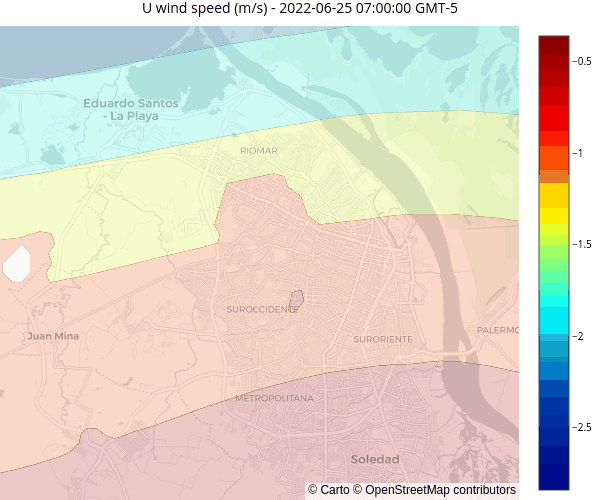 U wind speed (m/s) - 2022-06-25 07:00:00 GMT-5
−0.5
Eduardo Santos
- La Playa
RIOMAR
−1
−1.5
SUROCCIDENTE
Juan Mina
PALERMO
SURORIENTE
−2
METROPOLITANA
−2.5
Soledad
© Carto © OpenStreetMap contributors